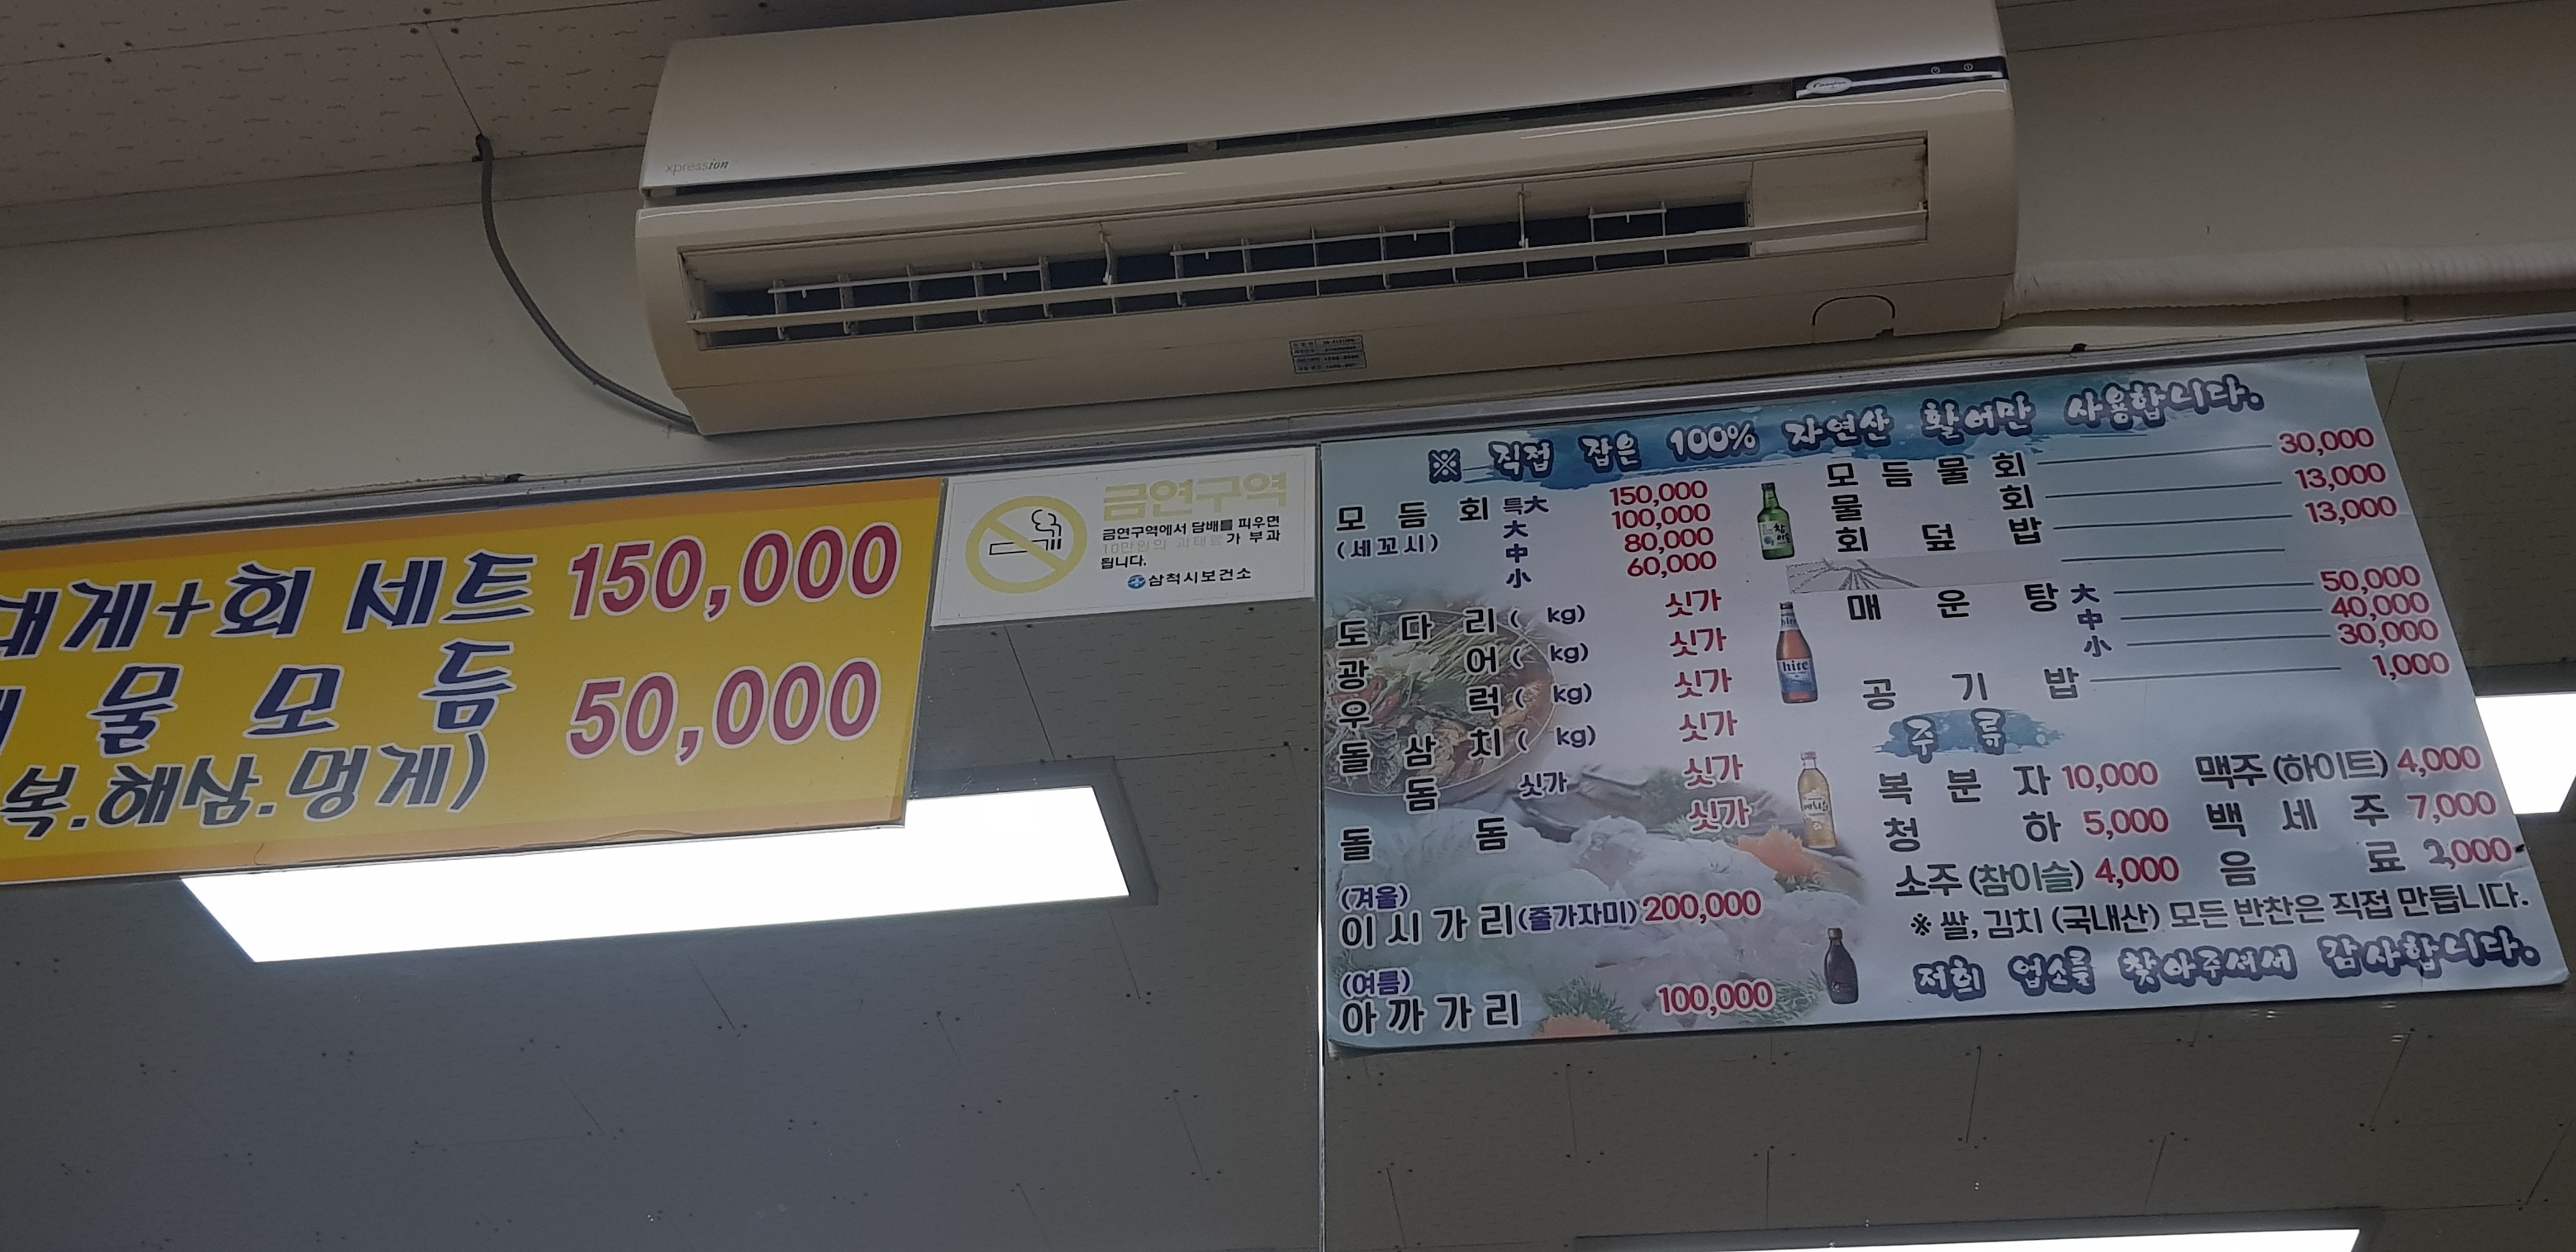 xpression
대게+회 세트 150,000
물 모 듬 50,000
복.해삼.멍게)
금연구역
금연구역에서 담배를 피우면
10만원의 과태료가 부과
됩니다.
삼척시보건소
※ 직접 잡은 100% 자연산 활어만 사용합니다.
모 듬 회 특大 150,000
(세꼬시) 大 100,000
中 80,000
小 60,000
도 다 리 ( kg) 싯가
광 어 ( kg) 싯가
우 럭 ( kg) 싯가
돌 삼 치 ( kg) 싯가
돔 싯가 싯가
돌 돔 싯가
(겨울)
이 시 가 리 (줄가자미) 200,000
(여름)
아 까 가 리 100,000
모 듬 물 회 30,000
물 회 13,000
회 덮 밥 13,000
매 운 탕 大 50,000
中 40,000
小 30,000
공 기 밥 1,000
주 류
복 분 자 10,000 맥주 (하이트) 4,000
청 하 5,000 백 세 주 7,000
소주 (참이슬) 4,000 음 료 2,000
※ 쌀, 김치 (국내산) 모든 반찬은 직접 만듭니다.
저희 업소를 찾아주셔서 감사합니다.
hite